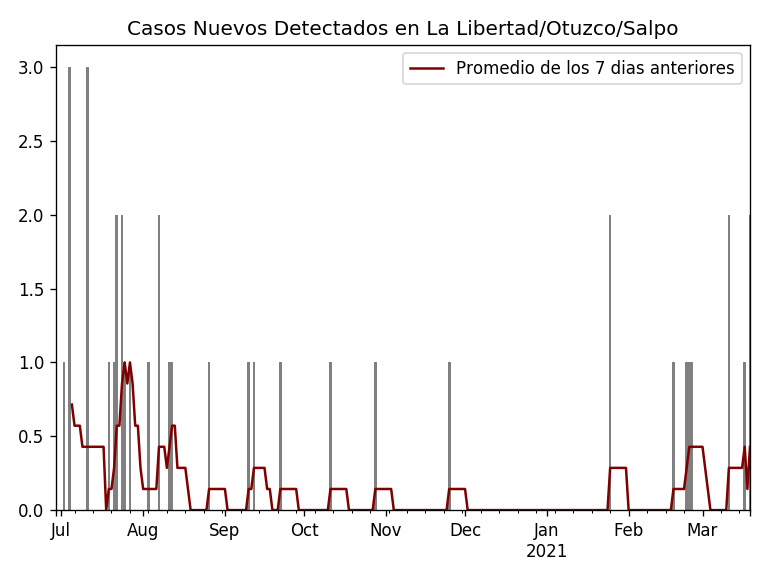 Casos Nuevos Detectados en La Libertad/Otuzco/Salpo
Promedio de los 7 dias anteriores
3.0
2.5
2.0
1.5
1.0
0.5
0.0
Jul Aug Sep Oct Nov Dec Jan Feb Mar
2021